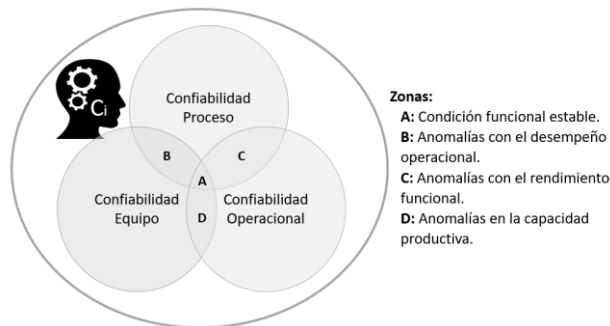 Confiabilidad
Proceso
Ci
B
C
A
Confiabilidad
Equipo
D
Confiabilidad
Operacional
Zonas:
A: Condición funcional estable.
B: Anomalías con el desempeño
operacional.
C: Anomalías con el rendimiento
funcional.
D: Anomalías en la capacidad
productiva.